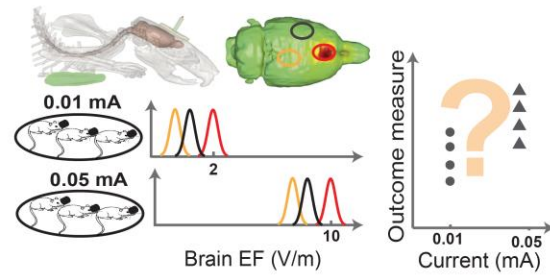 0.01 mA
2
0.05 mA
10
Brain EF (V/m)
Outcome measure
?
0.01
0.05
Current (mA)